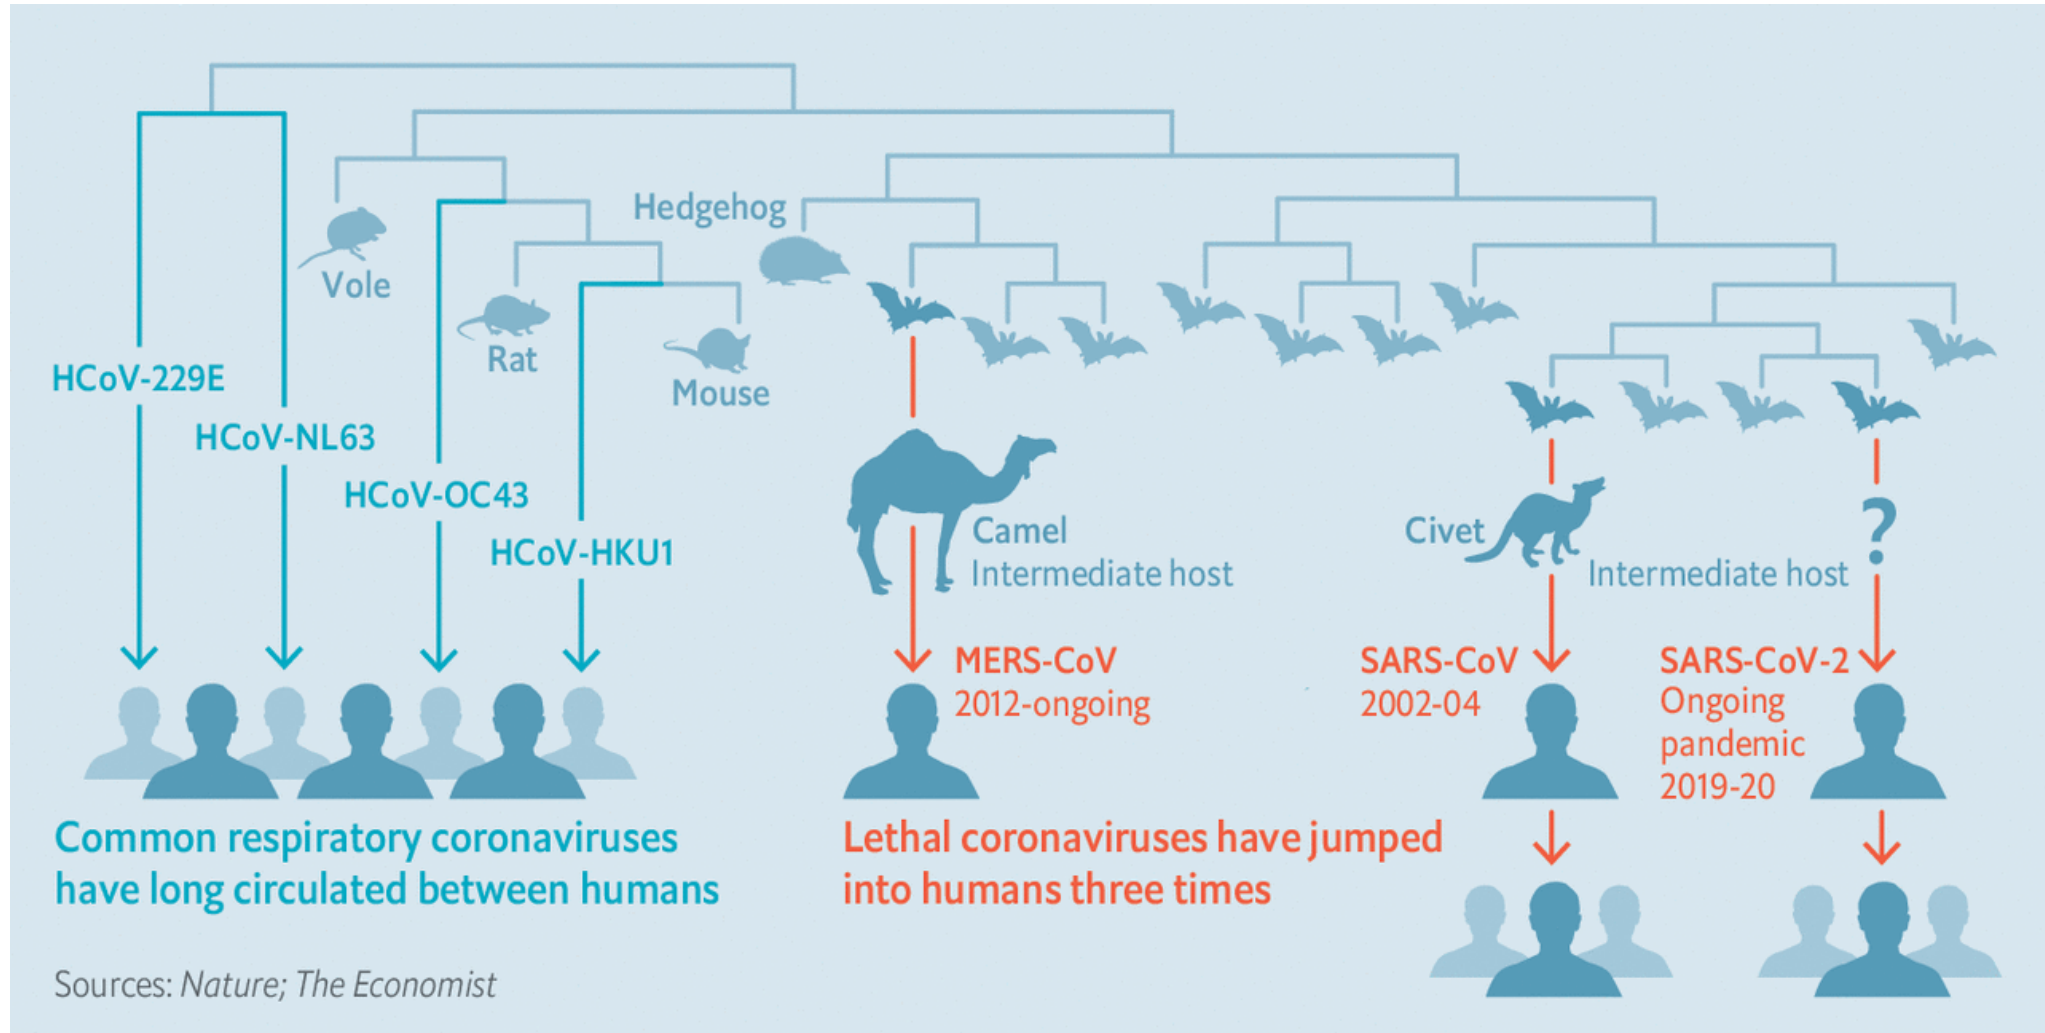 Hedgehog
Vole
Rat
Mouse
HCoV-229E
HCoV-NL63
HCoV-OC43
HCoV-HKU1
Camel
Intermediate host
Civet
Intermediate host
?
MERS-CoV
2012-ongoing
SARS-CoV
2002-04
SARS-CoV-2
Ongoing
pandemic
2019-20
Common respiratory coronaviruses
have long circulated between humans
Lethal coronaviruses have jumped
into humans three times
Sources: Nature; The Economist